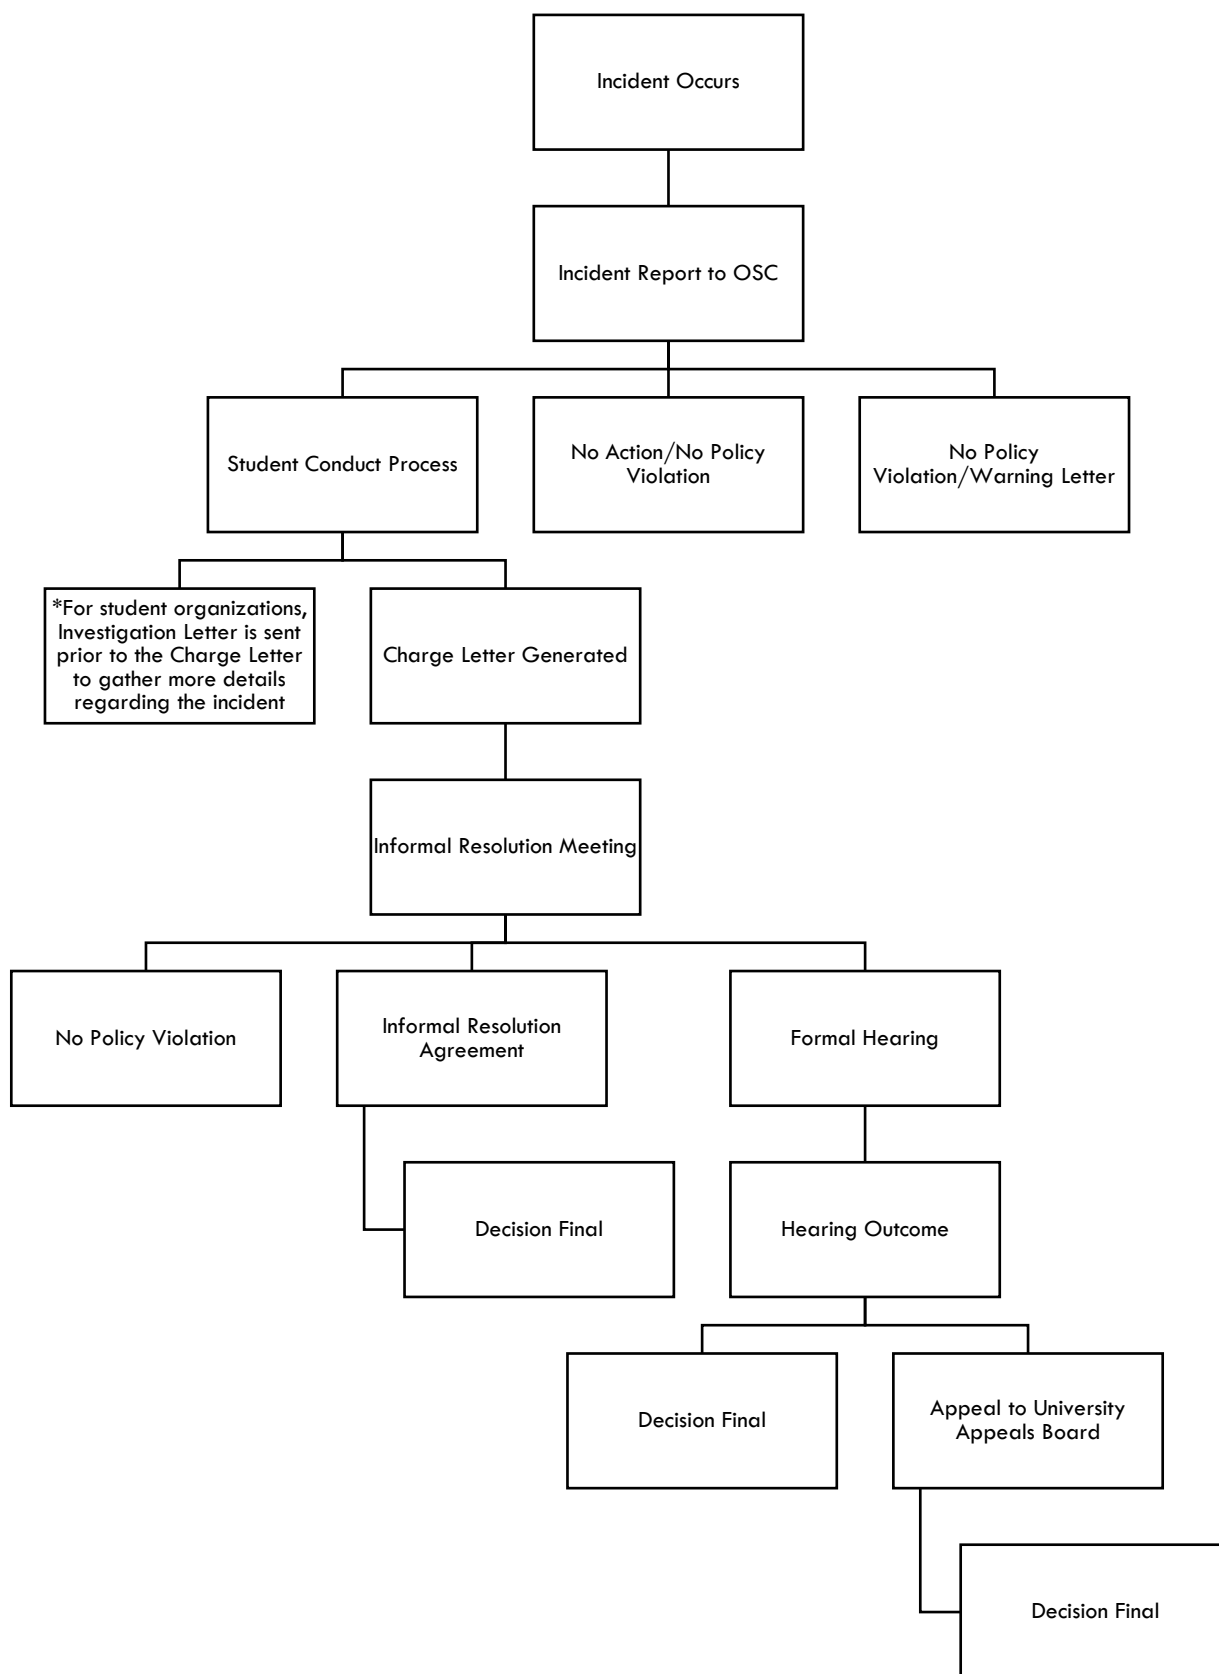 Incident Occurs
Incident Report to OSC
Student Conduct Process
No Action/No Policy
Violation
No Policy
Violation/Warning Letter
*For student organizations,
Investigation Letter is sent
prior to the Charge Letter
to gather more details
regarding the incident
Charge Letter Generated
Informal Resolution Meeting
No Policy Violation
Informal Resolution
Agreement
Formal Hearing
Decision Final
Hearing Outcome
Decision Final
Appeal to University
Appeals Board
Decision Final